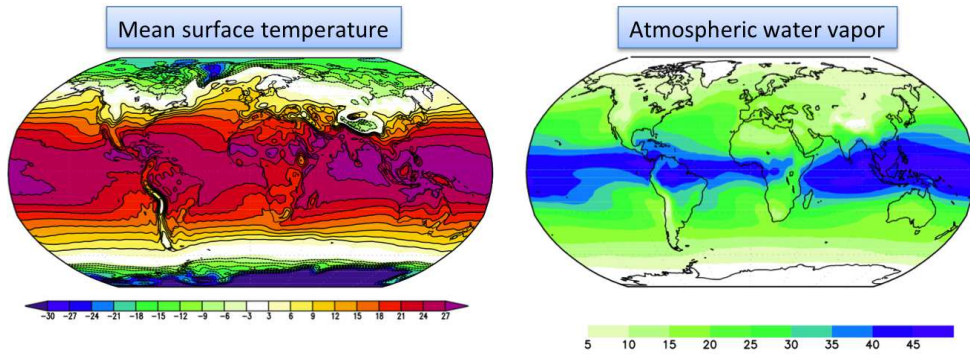 Mean surface temperature
Atmospheric water vapor
-30 -27 -24 -21 -18 -15 -12 -9 -6 -3 3 6 9 12 15 18 21 24 27
5 10 15 20 25 30 35 40 45